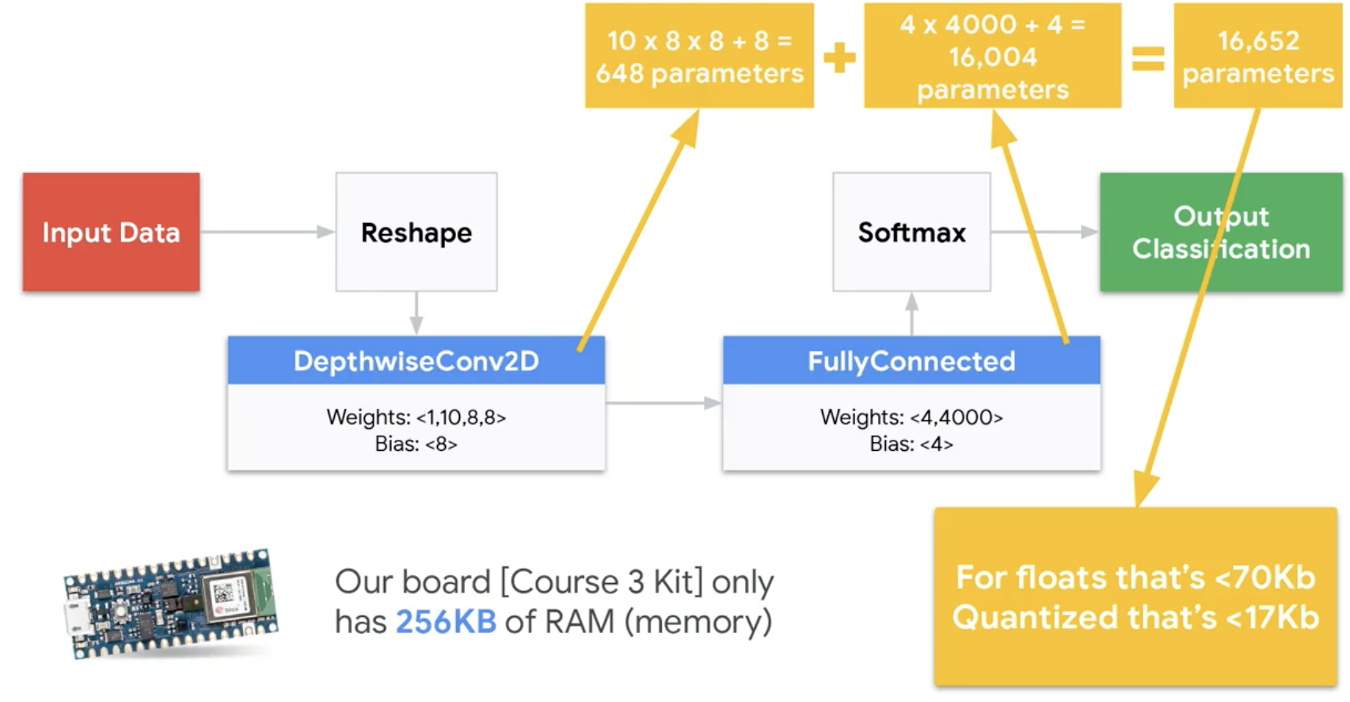 10 x 8 x 8 + 8 =
648 parameters
+
4 x 4000 + 4 =
16,004
parameters
=
16,652
parameters
Input Data
Reshape
Softmax
Output
Classification
DepthwiseConv2D
Weights: <1,10,8,8>
Bias: <8>
FullyConnected
Weights: <4,4000>
Bias: <4>
Our board [Course 3 Kit] only
has 256KB of RAM (memory)
For floats that's <70Kb
Quantized that's <17Kb